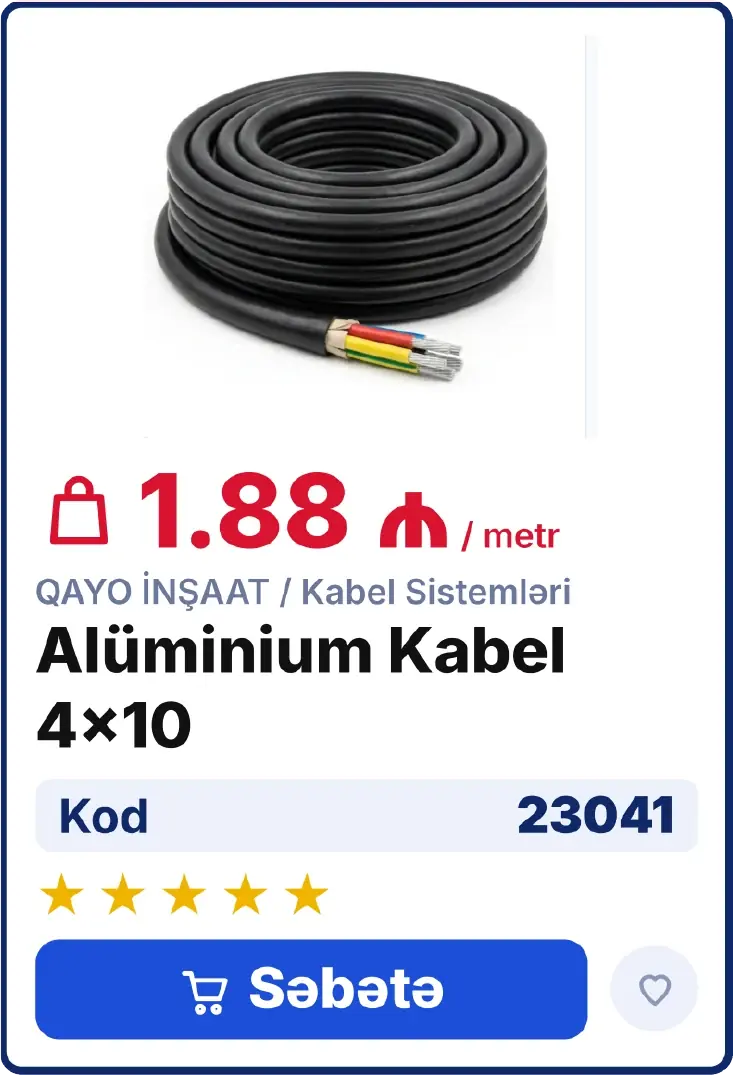 1.88 ₼ / metr
QAYO İNŞAAT / Kabel Sistemləri
Alüminium Kabel
4×10
Kod 23041
Səbətə